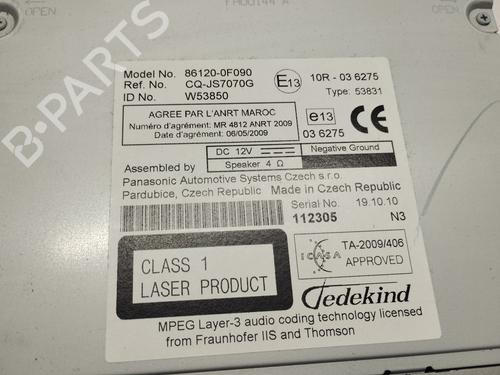 OPEN
FA00144 A
OPEN
B-PARTS
Model No. 86120-0F090
Ref. No. CQ-JS7070G
ID No. W53850
E13
10R - 03 6275
Type: 53831
AGREE PAR L'ANRT MAROC
Numéro d'agrément: MR 4812 ANRT 2009
Date d'agrément: 06/05/2009
e13
03 6275
CE
DC 12V
Negative Ground
Speaker 4 Ω
Assembled by
Panasonic Automotive Systems Czech s.r.o.
Pardubice, Czech Republic Made in Czech Republic
Serial No. 19.10.10
112305 N3
CLASS 1
LASER PRODUCT
ICASA
TA-2009/406
APPROVED
Jedekind
MPEG Layer-3 audio coding technology licensed
from Fraunhofer IIS and Thomson